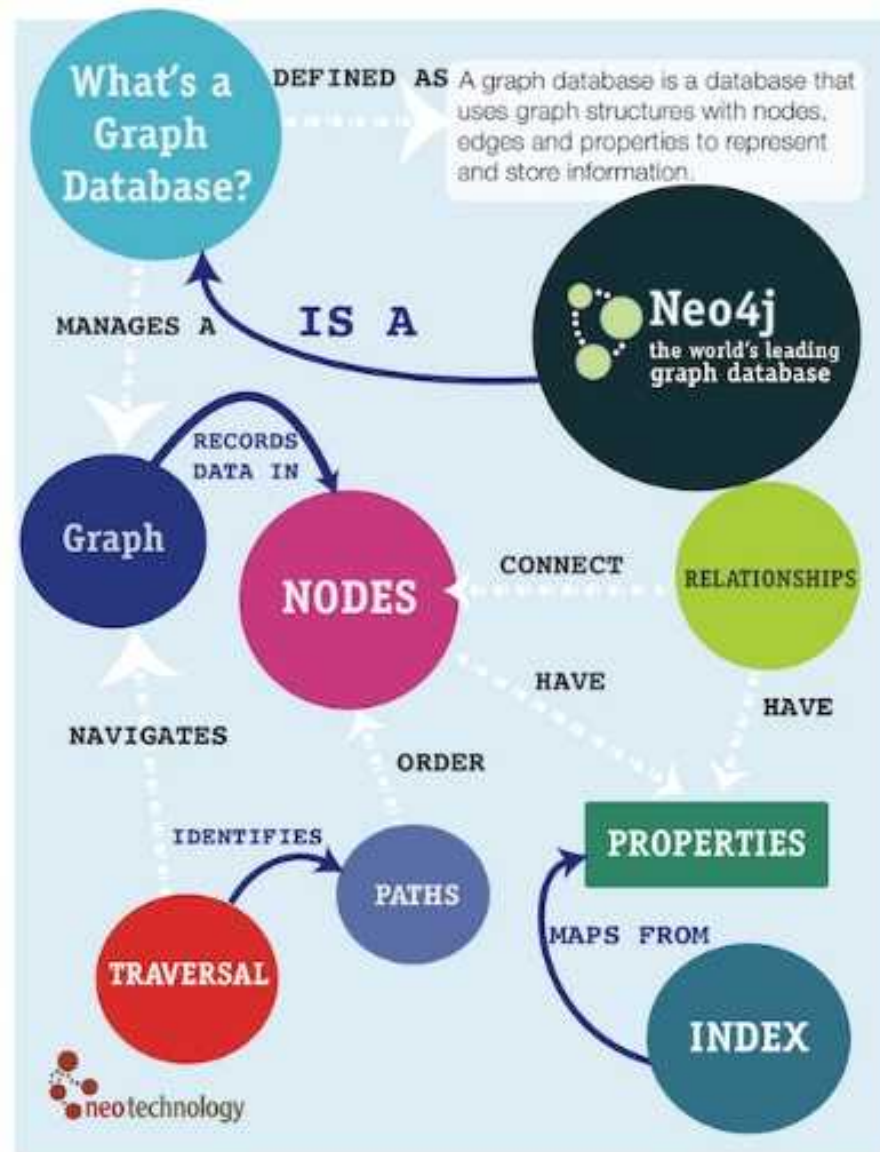 What's a
Graph
Database?
DEFINED AS
A graph database is a database that
uses graph structures with nodes,
edges and properties to represent
and store information.
Neo4j
the world's leading
graph database
IS A
MANAGES A
RECORDS
DATA IN
Graph
NODES
CONNECT
RELATIONSHIPS
HAVE
HAVE
NAVIGATES
ORDER
IDENTIFIES
PATHS
PROPERTIES
TRAVERSAL
MAPS FROM
INDEX
neotechnology